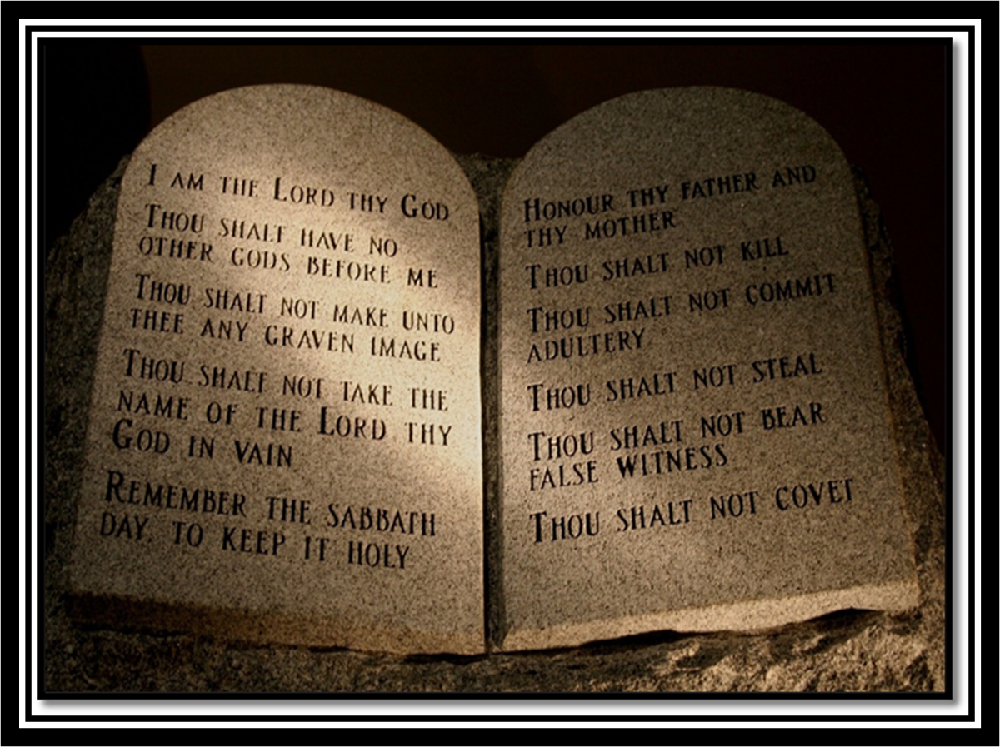 I AM THE LORD THY GOD
THOU SHALT HAVE NO
OTHER GODS BEFORE ME
THOU SHALT NOT MAKE UNTO
THEE ANY GRAVEN IMAGE
THOU SHALT NOT TAKE THE
NAME OF THE LORD THY
GOD IN VAIN
REMEMBER THE SABBATH
DAY, TO KEEP IT HOLY
HONOUR THY FATHER AND
THY MOTHER
THOU SHALT NOT KILL
THOU SHALT NOT COMMIT
ADULTERY
THOU SHALT NOT STEAL
THOU SHALT NOT BEAR
FALSE WITNESS
THOU SHALT NOT COVET